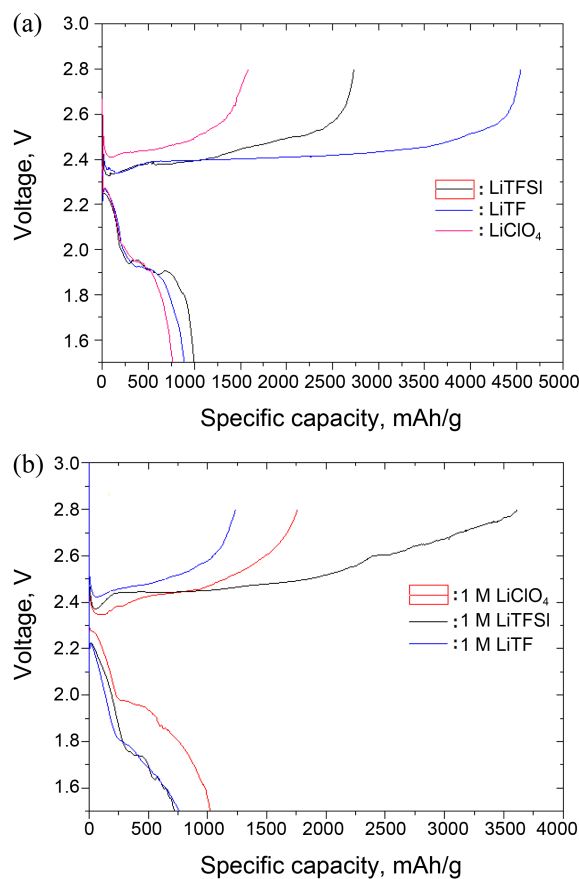 (a)
3.0
2.8
2.6
2.4
2.2
2.0
1.8
1.6
Voltage, V
: LiTFSI
: LiTF
: LiClO₄
0 500 1000 1500 2000 2500 3000 3500 4000 4500 5000
Specific capacity, mAh/g
(b)
3.0
2.8
2.6
2.4
2.2
2.0
1.8
1.6
Voltage, V
:1 M LiClO₄
:1 M LiTFSI
:1 M LiTF
0 500 1000 1500 2000 2500 3000 3500 4000
Specific capacity, mAh/g